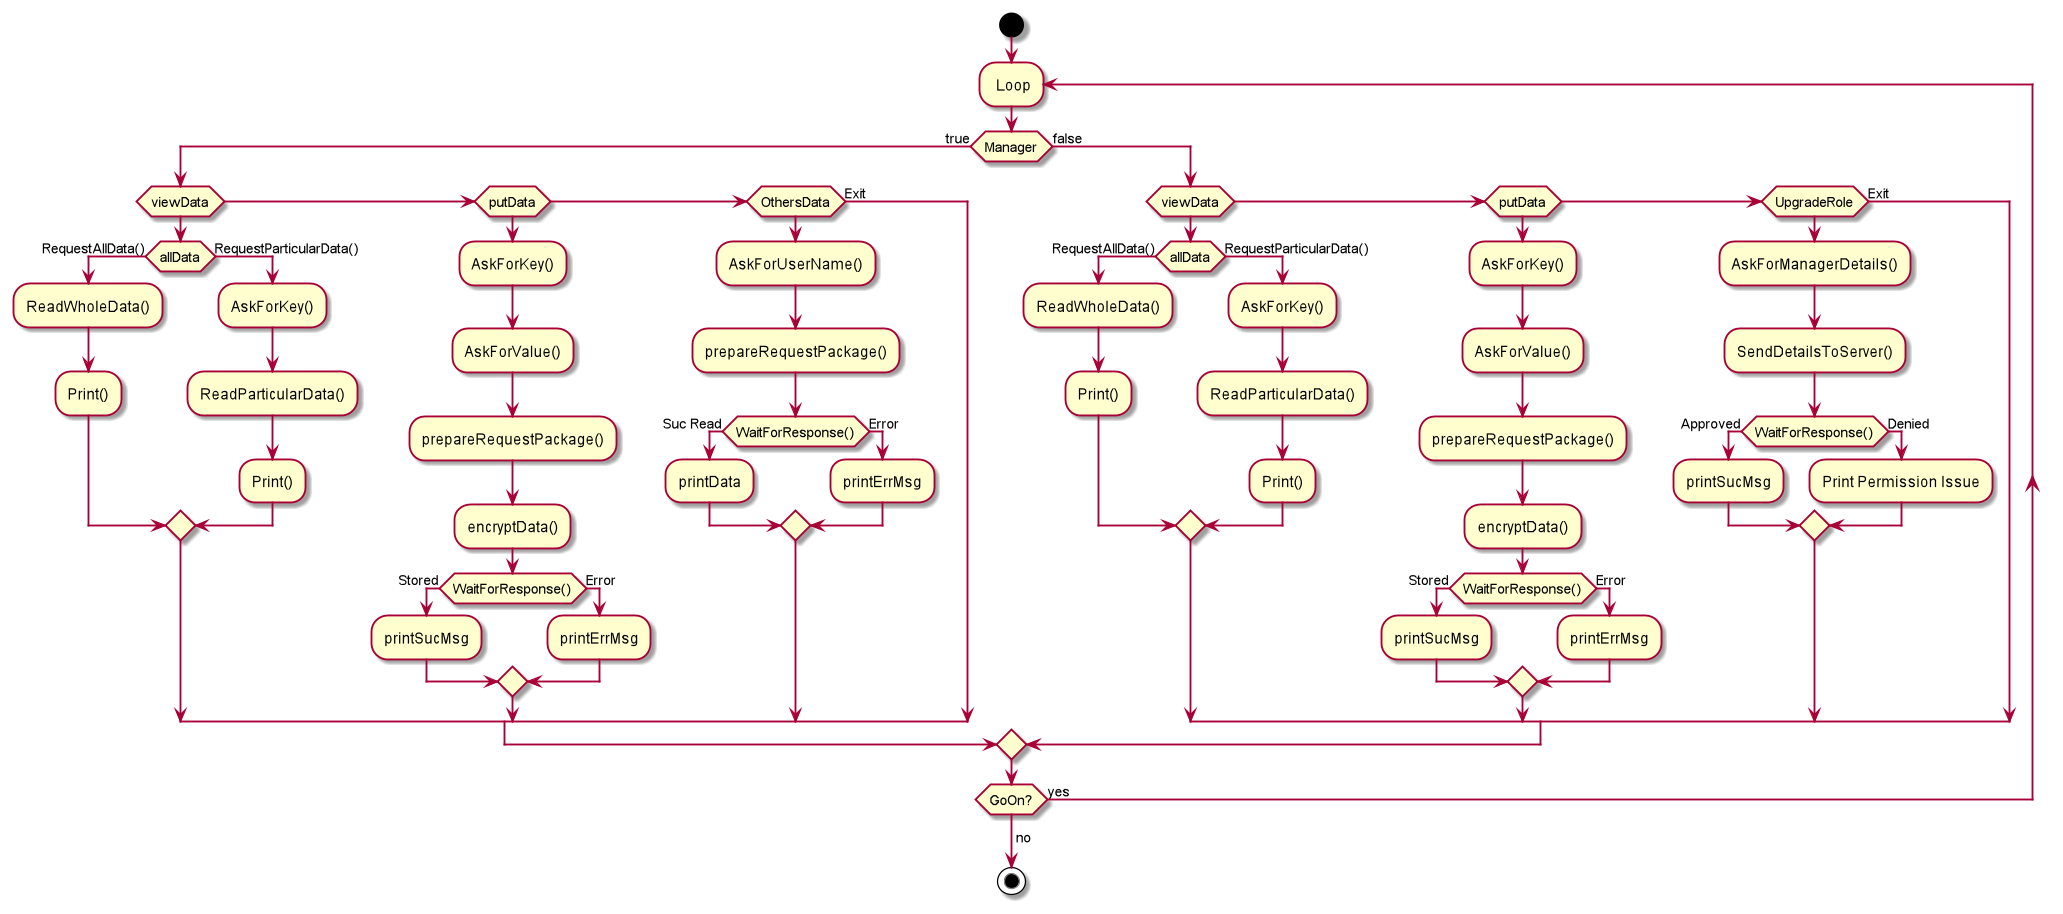 Loop
true
Manager
false
viewData
putData
OthersData
Exit
viewData
putData
UpgradeRole
Exit
RequestAllData()
allData
RequestParticularData()
AskForKey()
AskForUserName()
RequestAllData()
allData
RequestParticularData()
AskForKey()
AskForManagerDetails()
ReadWholeData()
AskForKey()
ReadWholeData()
AskForKey()
AskForValue()
prepareRequestPackage()
AskForValue()
SendDetailsToServer()
Print()
ReadParticularData()
Print()
ReadParticularData()
prepareRequestPackage()
Suc Read
WaitForResponse()
Error
prepareRequestPackage()
Approved
WaitForResponse()
Denied
Print()
printData
printErrMsg
Print()
printSucMsg
Print Permission Issue
encryptData()
encryptData()
Stored
WaitForResponse()
Error
Stored
WaitForResponse()
Error
printSucMsg
printErrMsg
printSucMsg
printErrMsg
GoOn?
yes
no